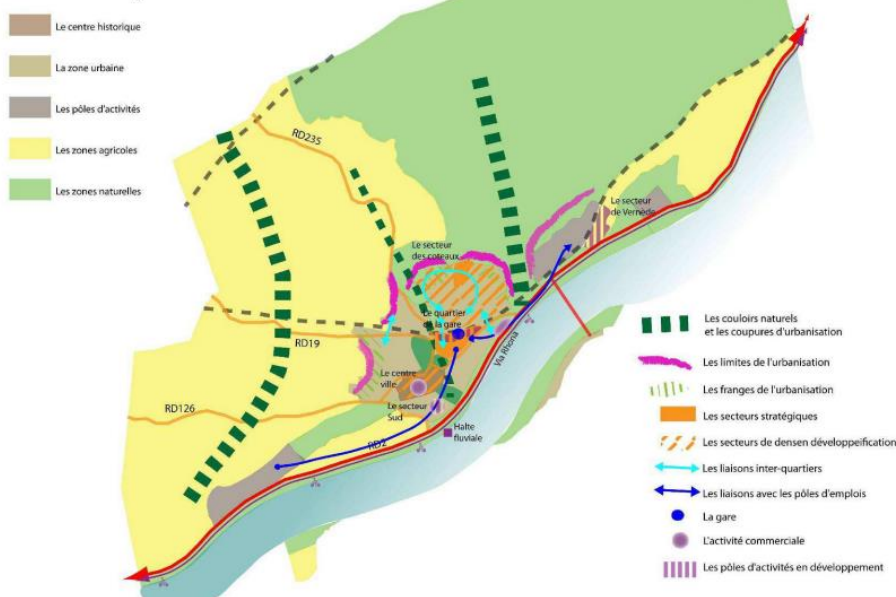 Le centre historique
La zone urbaine
Les pôles d'activités
Les zones agricoles
Les zones naturelles
RD235
Le secteur
de Vernède
Le secteur
des coteaux
Le quartier
de la gare
RD19
Via Rhona
Le centre
ville
RD126
Le secteur
Sud
Halte
fluviale
RD2
Les couloirs naturels
et les coupures d'urbanisation
Les limites de l'urbanisation
Les franges de l'urbanisation
Les secteurs stratégiques
Les secteurs de densen développeification
Les liaisons inter-quartiers
Les liaisons avec les pôles d'emplois
La gare
L'activité commerciale
Les pôles d'activités en développement